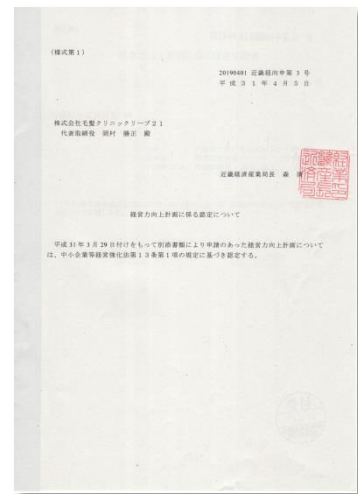 （様式第１）
20190401 近畿経向申第３号
平成３１年４月５日
株式会社毛髪クリニックリーブ２１
代表取締役 岡村 勝正 殿
近畿経済産業局長 森 清
経営力向上計画に係る認定について
平成 31 年 3 月 29 日付けをもって別添書類により申請のあった経営力向上計画について
は、中小企業等経営強化法第１３条第１項の規定に基づき認定する。